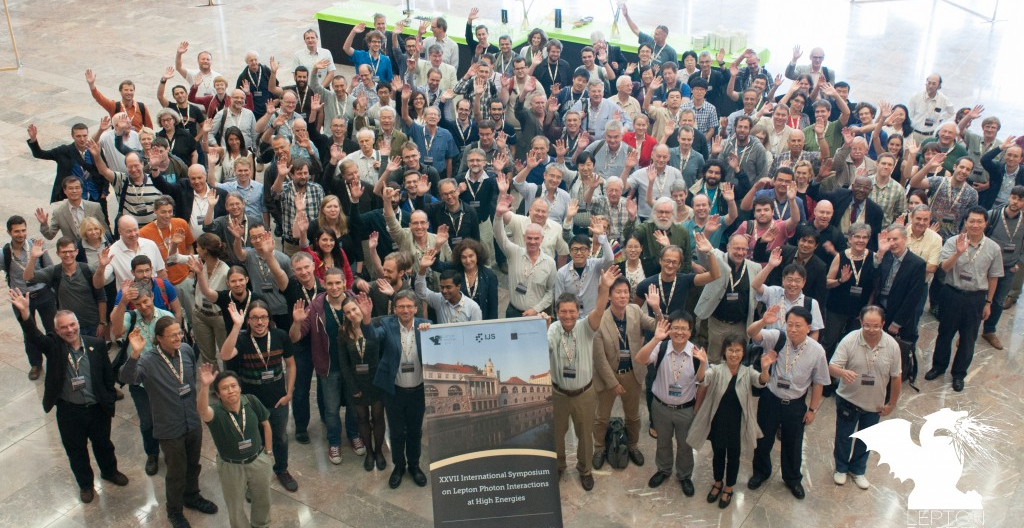 IJS
XXVII International Symposium
on Lepton Photon Interactions
at High Energies
LEPTON